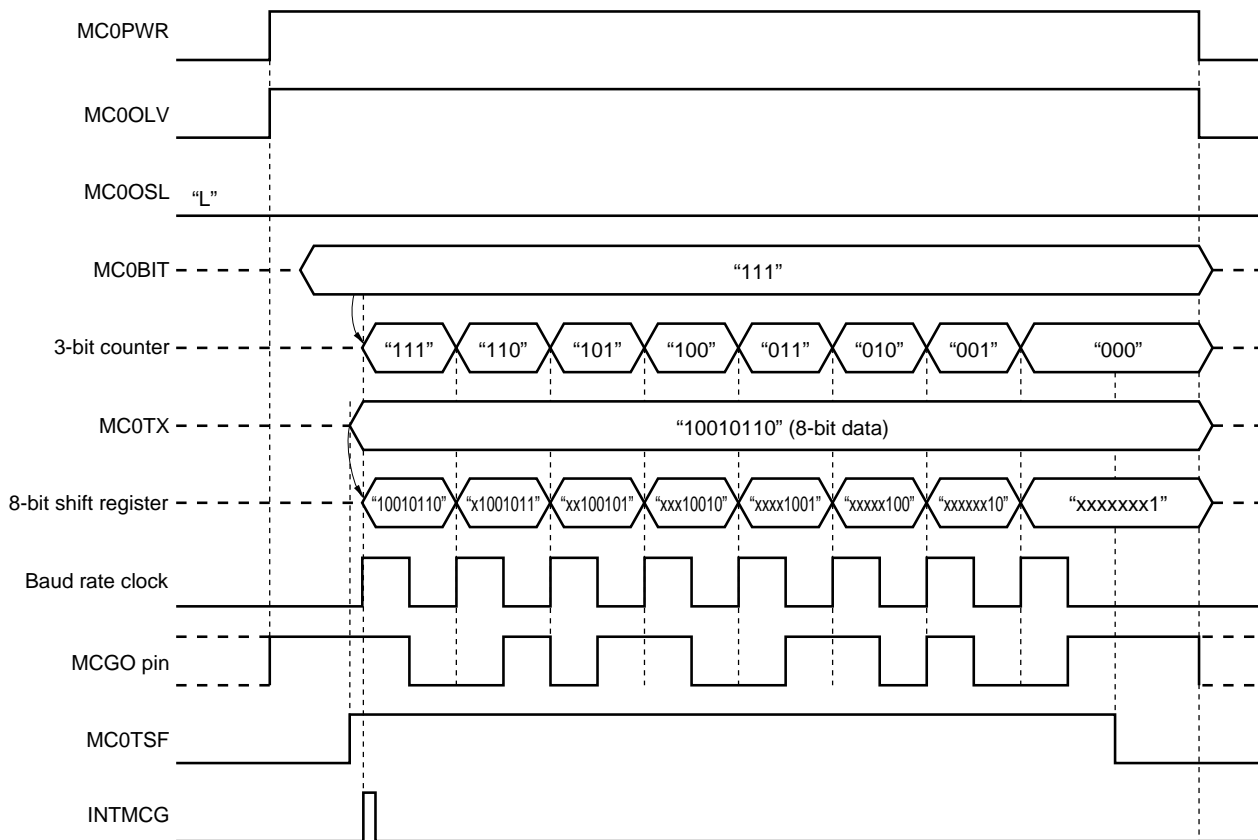 MC0PWR
MC0OLV
MC0OSL “L”
MC0BIT “111”
3-bit counter “111” “110” “101” “100” “011” “010” “001” “000”
MC0TX “10010110” (8-bit data)
8-bit shift register “10010110” “x1001011” “xx100101” “xxx10010” “xxxx1001” “xxxxx100” “xxxxxx10” “xxxxxxx1”
Baud rate clock
MCGO pin
MC0TSF
INTMCG